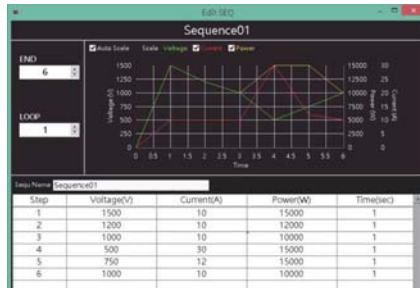 Edit SEQ
Sequence01
END
6
LOOP
1
Auto Scale Scale Voltage Current Power
1500 15000 30
1250 12500 25
1000 10000 20
750 7500 15
500 5000 10
250 2500 5
0 0 0
Voltage(V)
Power (W)
Current (A)
0 0.5 1 1.5 2 2.5 3 3.5 4 4.5 5 5.5 6
Time
Sequ Name Sequence01
Step Voltage(V) Current(A) Power(W) Time(sec)
1 1500 10 15000 1
2 1200 10 12000 1
3 1000 10 10000 1
4 500 30 15000 1
5 750 12 15000 1
6 1000 10 10000 1